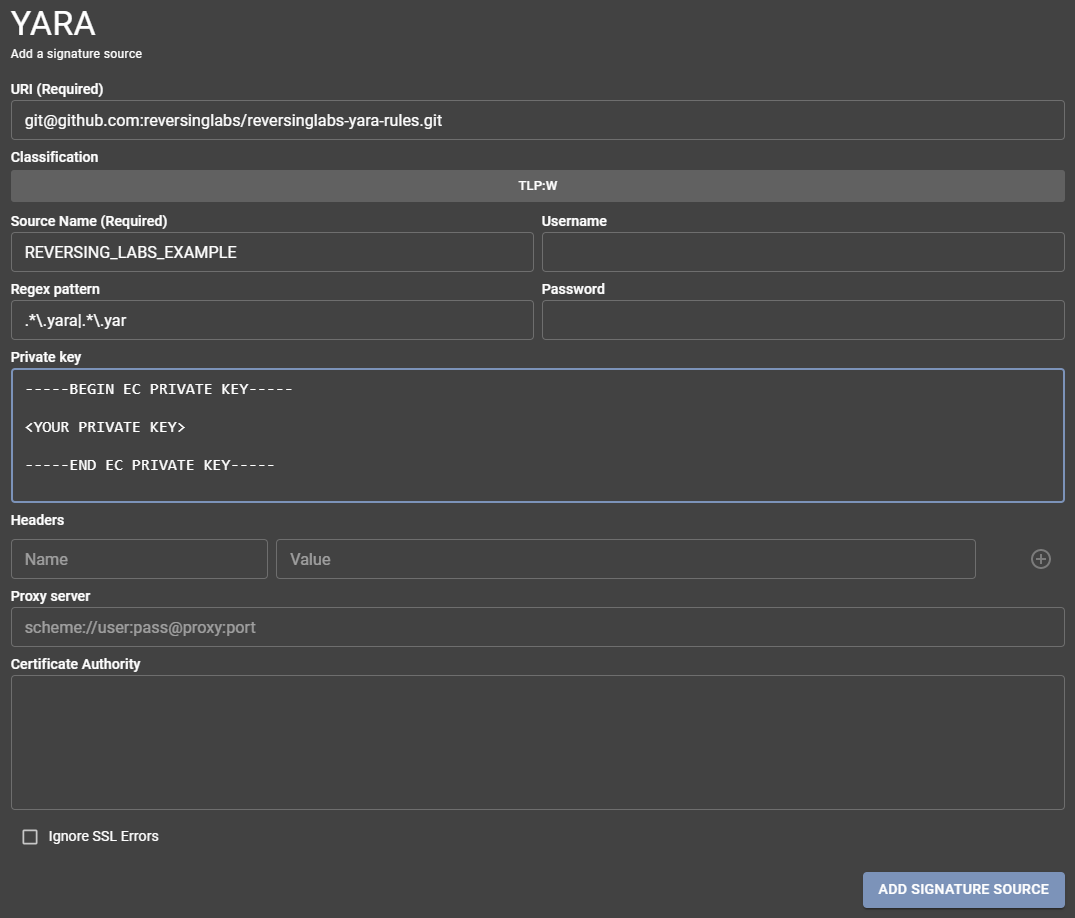 YARA
Add a signature source
URI (Required)
git@github.com:reversinglabs/reversinglabs-yara-rules.git
Classification
TLP:W
Source Name (Required)
Username
REVERSING_LABS_EXAMPLE
Regex pattern
Password
.*\.yara|.*\.yar
Private key
-----BEGIN EC PRIVATE KEY-----
<YOUR PRIVATE KEY>
-----END EC PRIVATE KEY-----
Headers
Name
Value
Proxy server
scheme://user:pass@proxy:port
Certificate Authority
Ignore SSL Errors
ADD SIGNATURE SOURCE